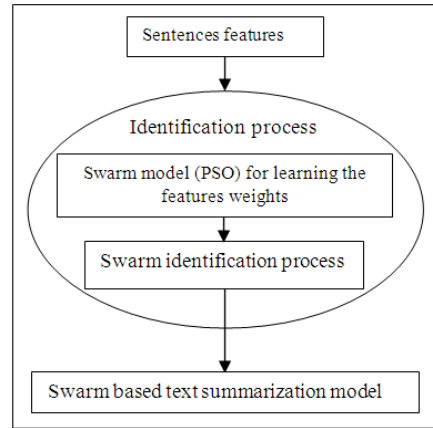 Sentences features
Identification process
Swarm model (PSO) for learning the
features weights
Swarm identification process
Swarm based text summarization model